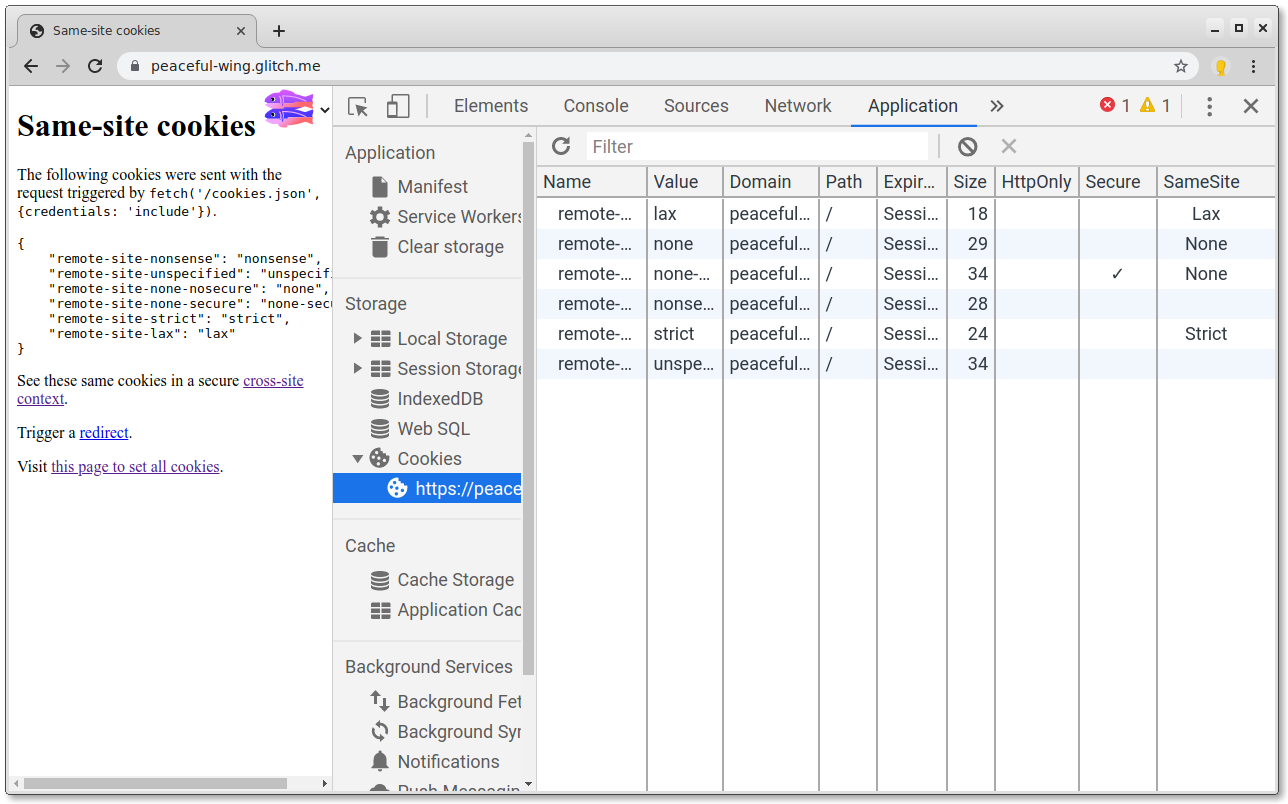 Same-site cookies
peaceful-wing.glitch.me
Same-site cookies
The following cookies were sent with the
request triggered by fetch('/cookies.json',
{credentials: 'include'}).
{
"remote-site-nonsense": "nonsense",
"remote-site-unspecified": "unspecifi
"remote-site-none-nosecure": "none",
"remote-site-none-secure": "none-secu
"remote-site-strict": "strict",
"remote-site-lax": "lax"
}
See these same cookies in a secure cross-site
context.
Trigger a redirect.
Visit this page to set all cookies.
Elements Console Sources Network Application » 1 1
Application
Manifest
Service Workers
Clear storage
Storage
Local Storage
Session Storage
IndexedDB
Web SQL
Cookies
https://peace
Cache
Cache Storage
Application Cac
Background Services
Background Fet
Background Syn
Notifications
Push Messagin
Filter
Name Value Domain Path Expir... Size HttpOnly Secure SameSite
remote-... lax peaceful... / Sessi... 18 Lax
remote-... none peaceful... / Sessi... 29 None
remote-... none-... peaceful... / Sessi... 34 ✓ None
remote-... nonse... peaceful... / Sessi... 28
remote-... strict peaceful... / Sessi... 24 Strict
remote-... unspe... peaceful... / Sessi... 34